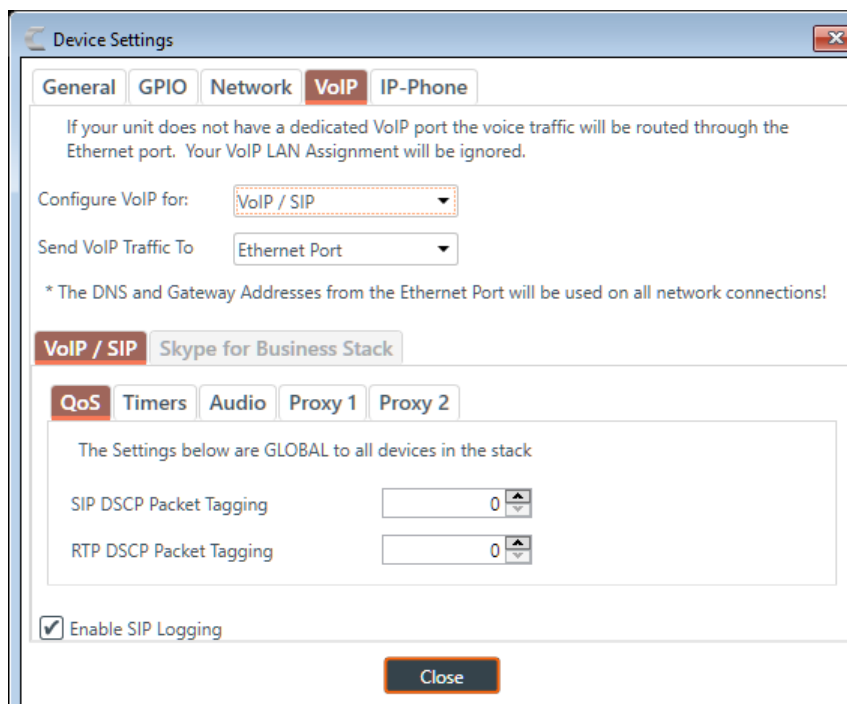 Device Settings
General GPIO Network VoIP IP-Phone
If your unit does not have a dedicated VoIP port the voice traffic will be routed through the
Ethernet port. Your VoIP LAN Assignment will be ignored.
Configure VoIP for: VoIP / SIP
Send VoIP Traffic To Ethernet Port
* The DNS and Gateway Addresses from the Ethernet Port will be used on all network connections!
VoIP / SIP Skype for Business Stack
QoS Timers Audio Proxy 1 Proxy 2
The Settings below are GLOBAL to all devices in the stack
SIP DSCP Packet Tagging 0
RTP DSCP Packet Tagging 0
Enable SIP Logging
Close